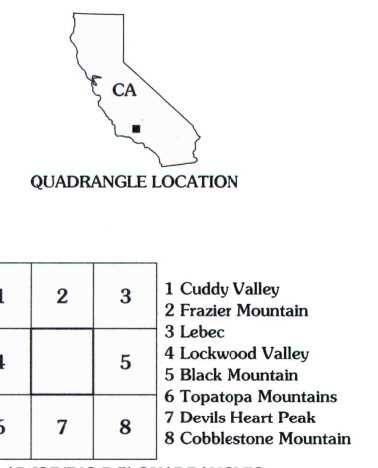 CA
QUADRANGLE LOCATION
1 2 3
4 5
6 7 8
1 Cuddy Valley
2 Frazier Mountain
3 Lebec
4 Lockwood Valley
5 Black Mountain
6 Topatopa Mountains
7 Devils Heart Peak
8 Cobblestone Mountain